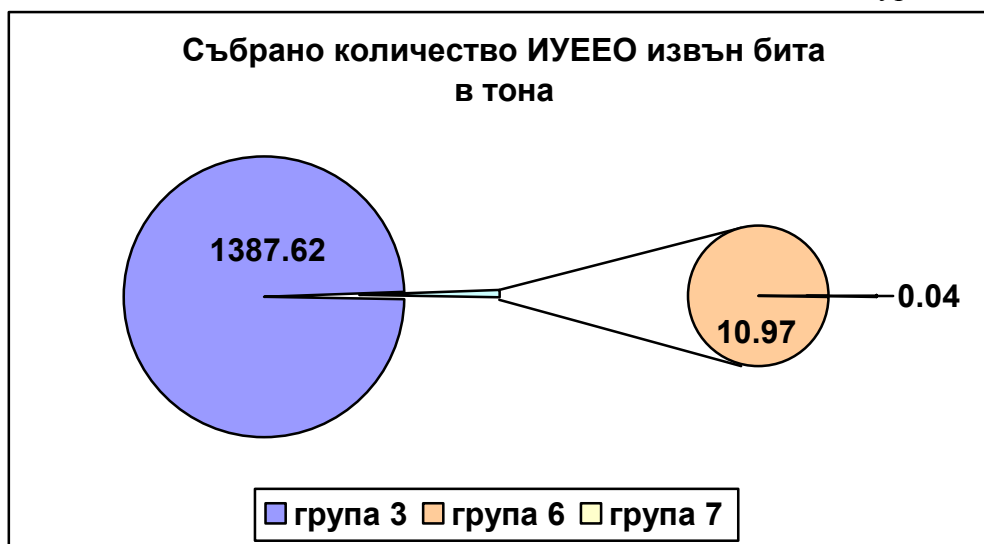 Събрано количество ИУЕЕО извън бита
в тона
1387.62
10.97
0.04
група 3 група 6 група 7